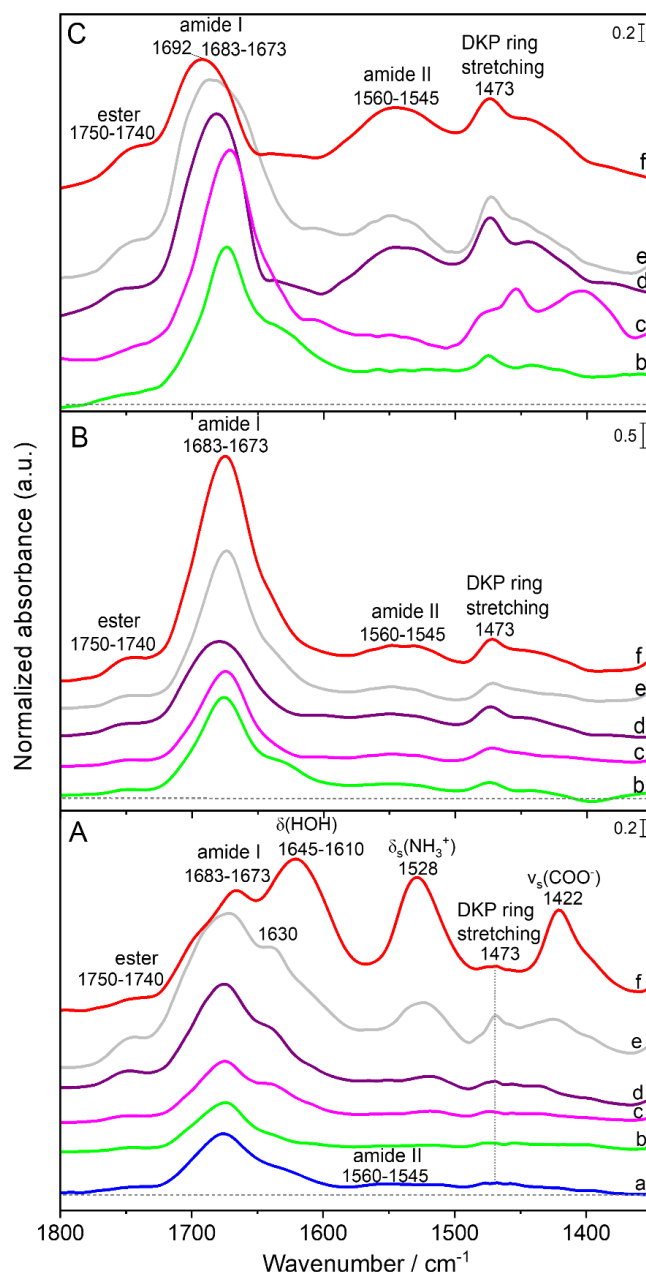 C
amide I
1692 1683-1673
DKP ring
stretching
1473
0.2
amide II
1560-1545
ester
1750-1740
f
e
d
c
b
B
amide I
1683-1673
0.5
ester
1750-1740
amide II
1560-1545
DKP ring
stretching
1473
f
e
d
c
b
A
δ(HOH)
1645-1610
amide I
1683-1673
0.2
δs(NH3+)
1528
νs(COO-)
1422
DKP ring
stretching
1473
1630
ester
1750-1740
f
e
d
c
b
amide II
1560-1545
a
Normalized absorbance (a.u.)
1800 1700 1600 1500 1400
Wavenumber / cm-1